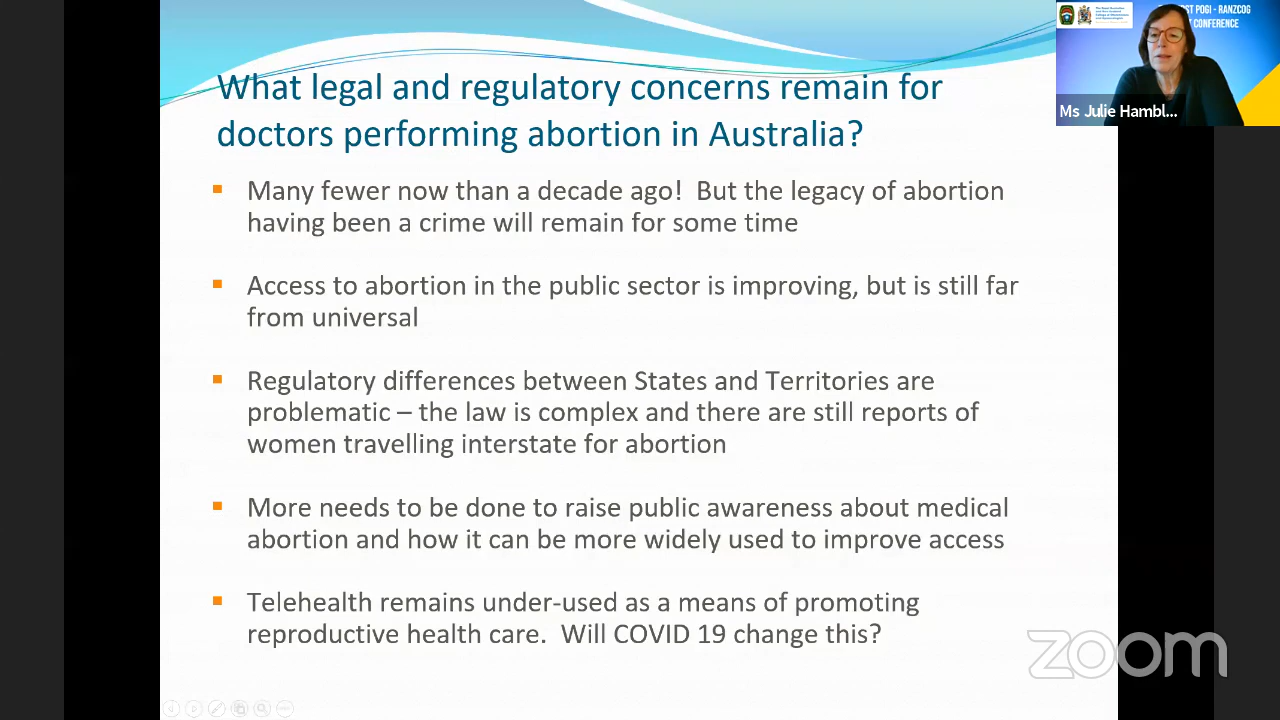 What legal and regulatory concerns remain for
doctors performing abortion in Australia?
Many fewer now than a decade ago! But the legacy of abortion
having been a crime will remain for some time
Access to abortion in the public sector is improving, but is still far
from universal
Regulatory differences between States and Territories are
problematic – the law is complex and there are still reports of
women travelling interstate for abortion
More needs to be done to raise public awareness about medical
abortion and how it can be more widely used to improve access
Telehealth remains under-used as a means of promoting
reproductive health care. Will COVID 19 change this?
POGI - RANZCOG
CONFERENCE
Ms Julie Hambl...
zoom